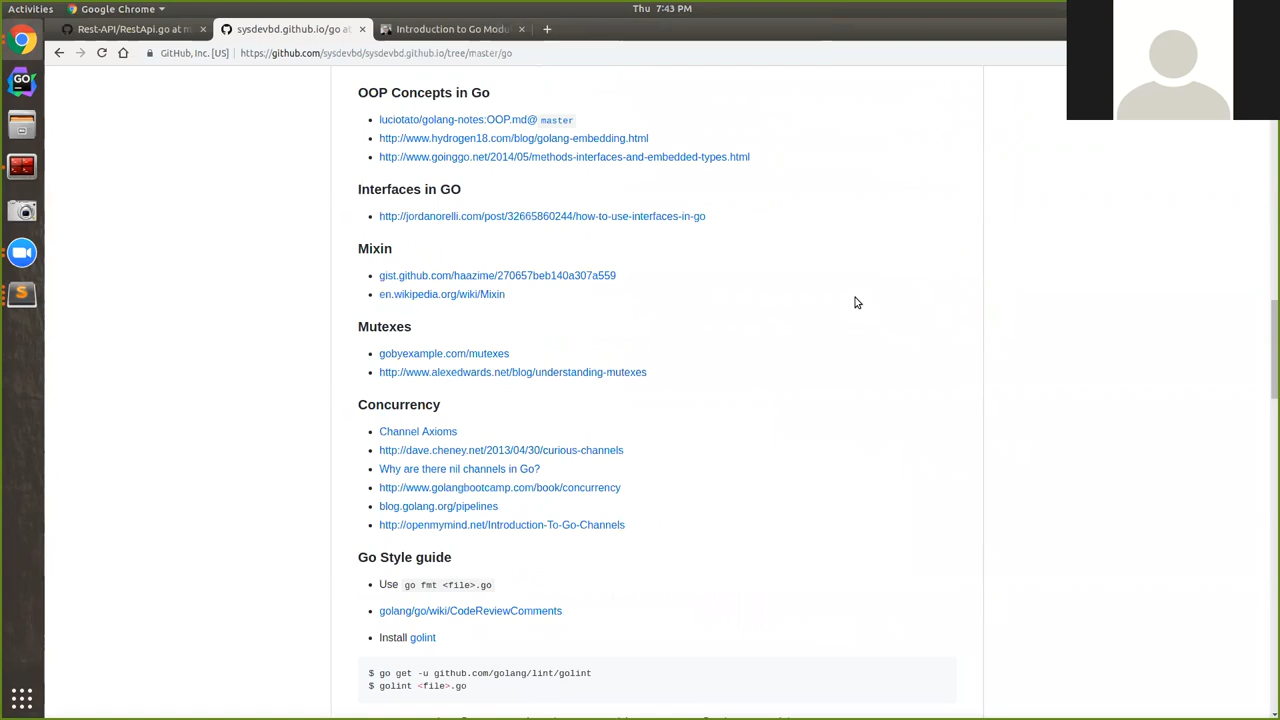 Activities
Google Chrome
Thu 7:43 PM
Rest-API/RestApi.go at m
sysdevbd.github.io/go at
Introduction to Go Modu
GitHub, Inc. [US]
https://github.com/sysdevbd/sysdevbd.github.io/tree/master/go
OOP Concepts in Go
luciotato/golang-notes:OOP.md@ master
http://www.hydrogen18.com/blog/golang-embedding.html
http://www.goinggo.net/2014/05/methods-interfaces-and-embedded-types.html
Interfaces in GO
http://jordanorelli.com/post/32665860244/how-to-use-interfaces-in-go
Mixin
gist.github.com/haazime/270657beb140a307a559
en.wikipedia.org/wiki/Mixin
Mutexes
gobyexample.com/mutexes
http://www.alexedwards.net/blog/understanding-mutexes
Concurrency
Channel Axioms
http://dave.cheney.net/2013/04/30/curious-channels
Why are there nil channels in Go?
http://www.golangbootcamp.com/book/concurrency
blog.golang.org/pipelines
http://openmymind.net/Introduction-To-Go-Channels
Go Style guide
Use go fmt <file>.go
golang/go/wiki/CodeReviewComments
Install golint
$ go get -u github.com/golang/lint/golint
$ golint <file>.go